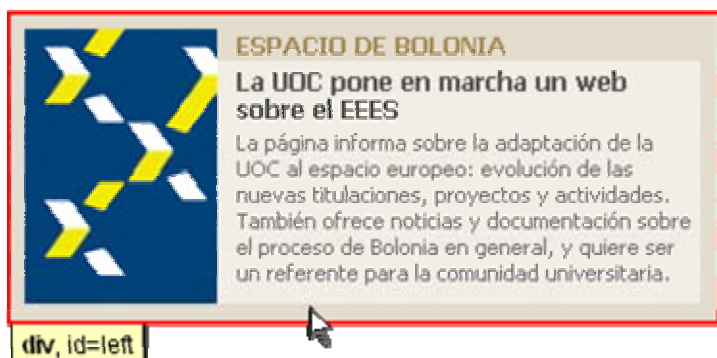 ESPACIO DE BOLONIA
La UOC pone en marcha un web
sobre el EEES
La página informa sobre la adaptación de la
UOC al espacio europeo: evolución de las
nuevas titulaciones, proyectos y actividades.
También ofrece noticias y documentación sobre
el proceso de Bolonia en general, y quiere ser
un referente para la comunidad universitaria.
div, id=left